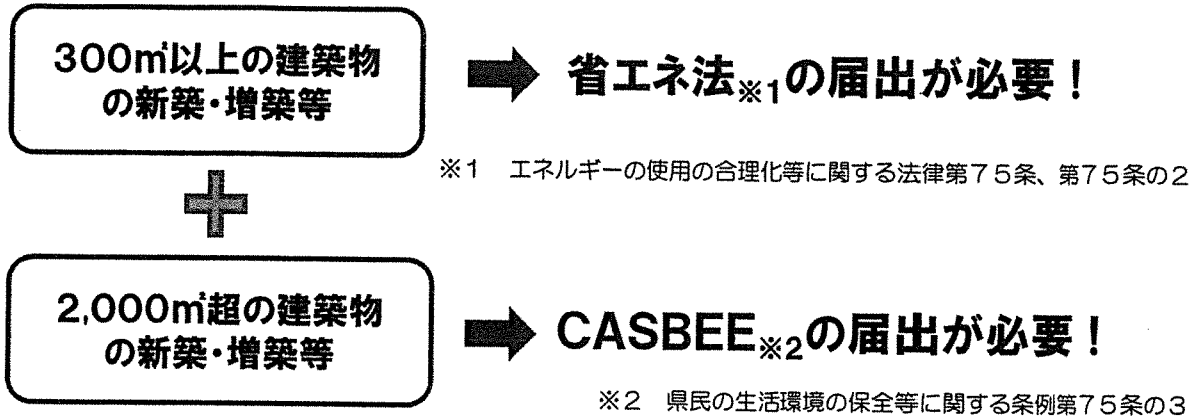 300㎡以上の建築物
の新築・増築等
省エネ法※1の届出が必要！
※1　エネルギーの使用の合理化等に関する法律第75条、第75条の2
2,000㎡超の建築物
の新築・増築等
CASBEE※2の届出が必要！
※2　県民の生活環境の保全等に関する条例第75条の3